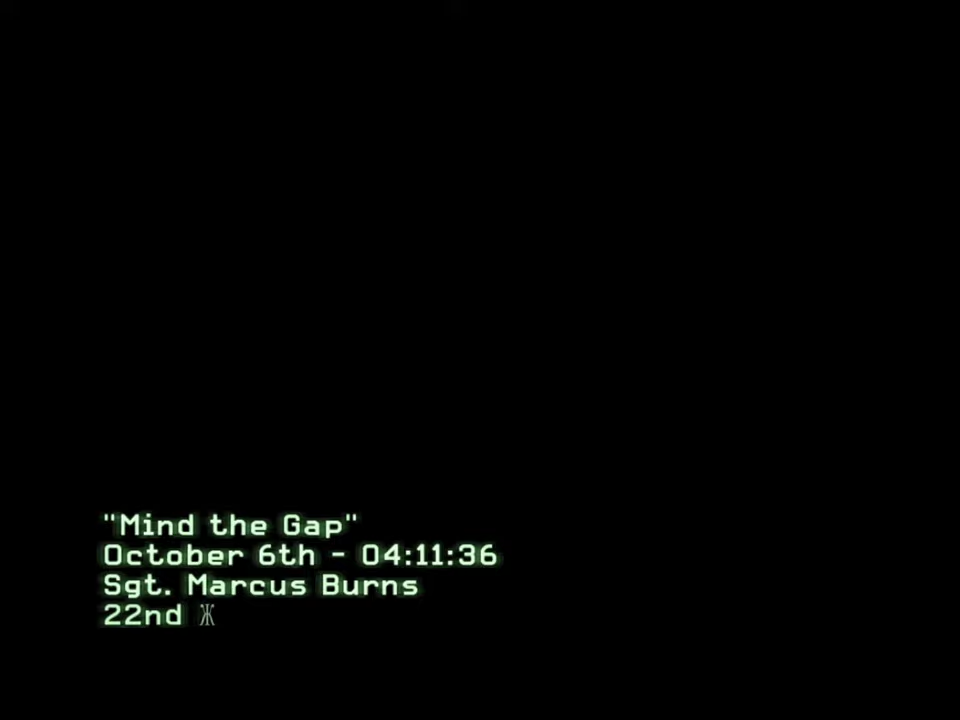 "Mind the Gap"
October 6th - 04:11:36
Sgt. Marcus Burns
22nd Ж